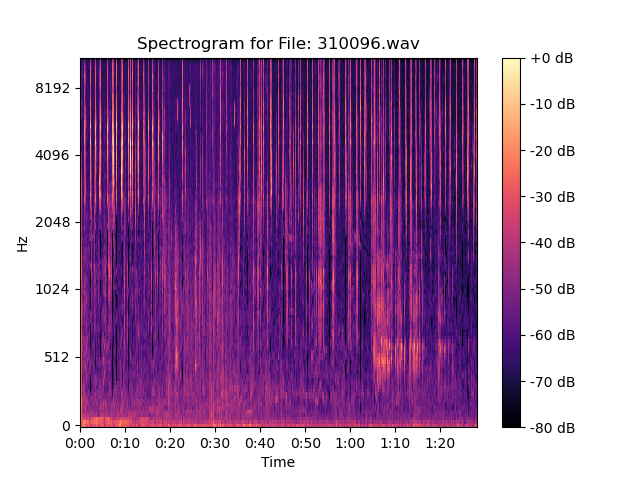 Spectrogram for File: 310096.wav
Hz
8192
4096
2048
1024
512
0
0:00 0:10 0:20 0:30 0:40 0:50 1:00 1:10 1:20
Time
+0 dB
-10 dB
-20 dB
-30 dB
-40 dB
-50 dB
-60 dB
-70 dB
-80 dB